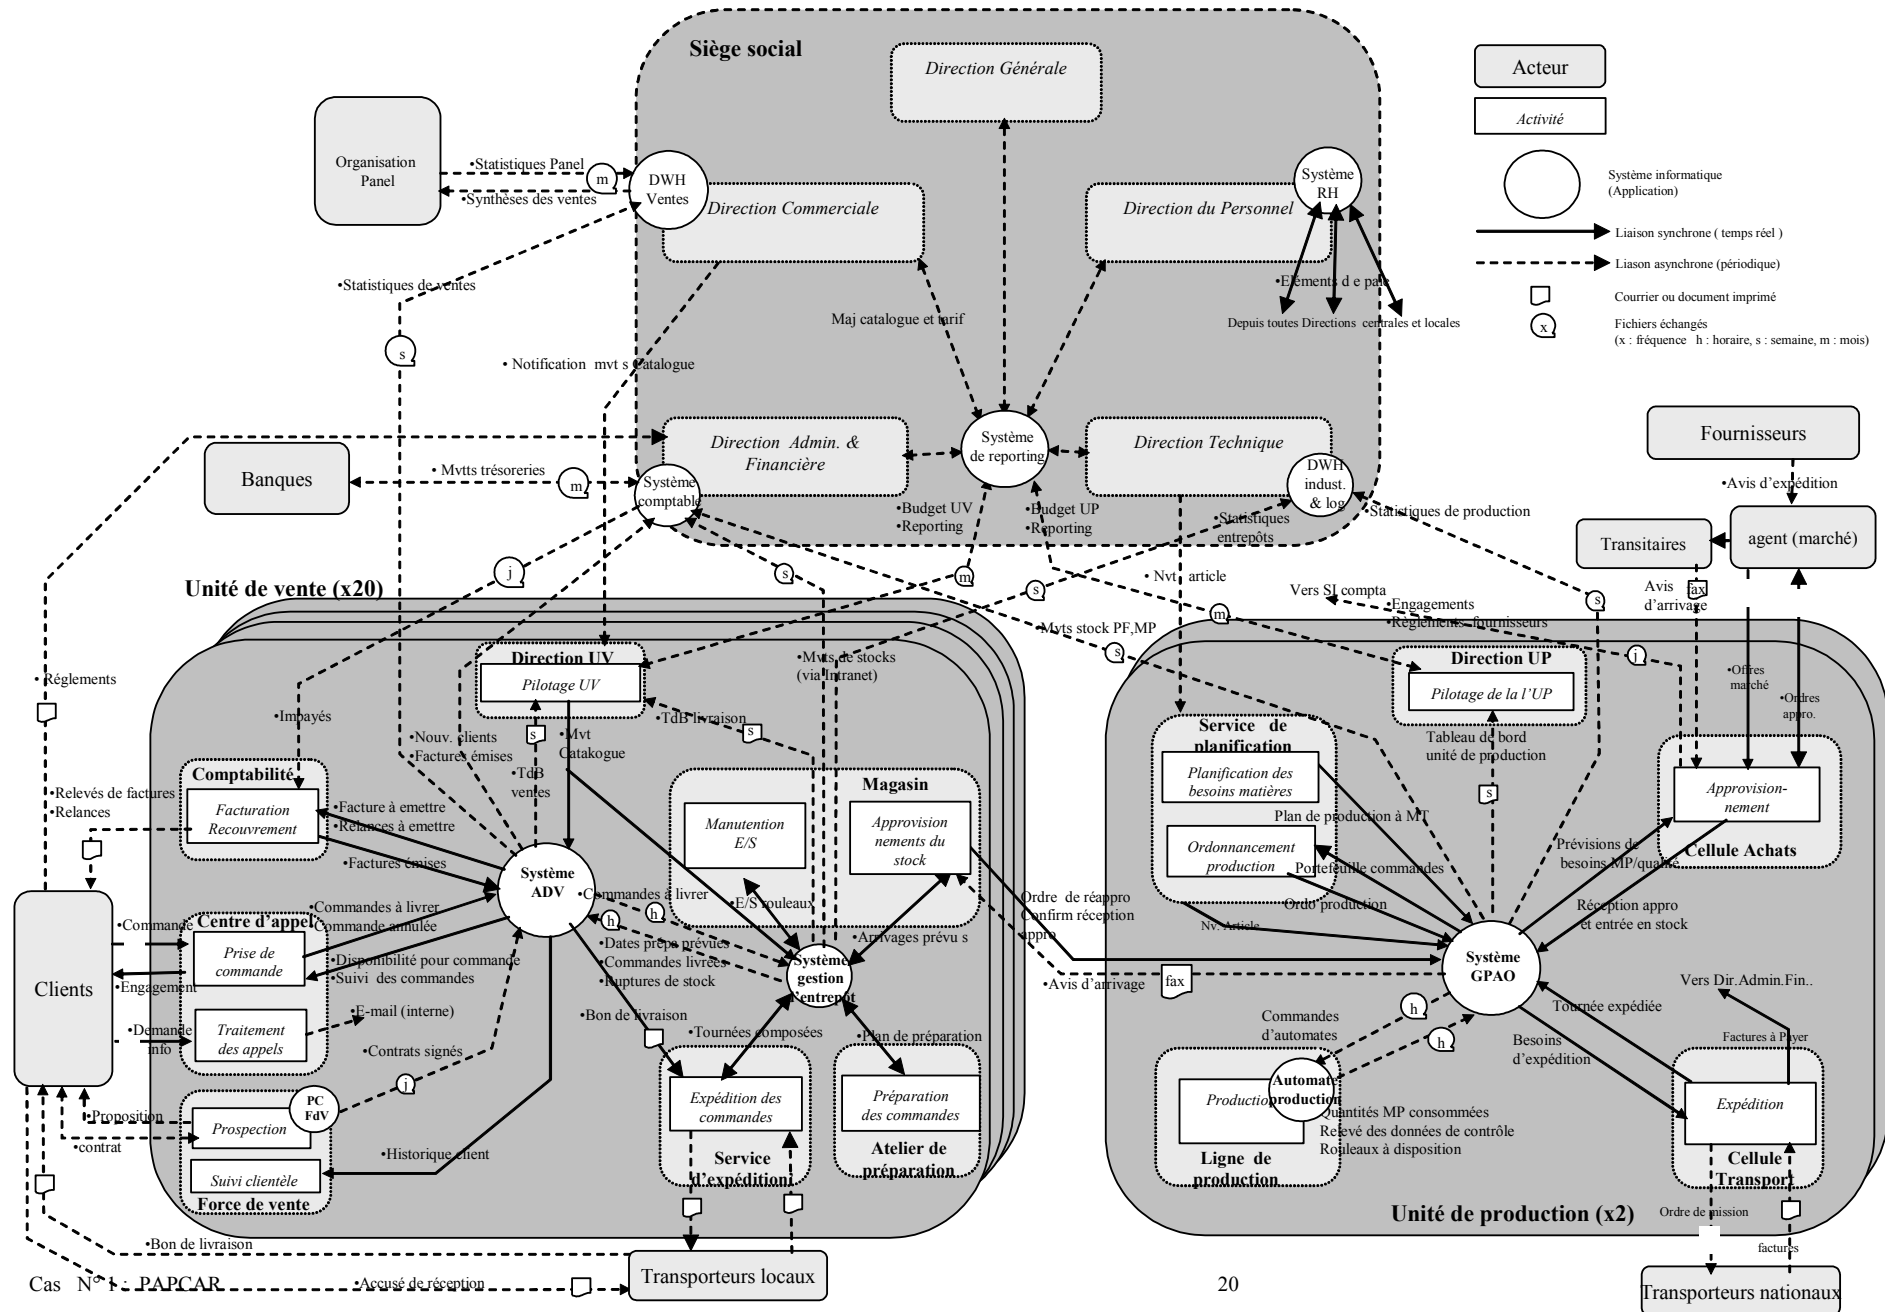 Siège social
Direction Générale
Organisation
Panel
•Statistiques Panel
m
•Synthèses des ventes
DWH
Ventes
Direction Commerciale
Direction du Personnel
Système
RH
•Eléments d e paie
Depuis toutes Directions centrales et locales
•Statistiques de ventes
s
Maj catalogue et tarif
• Notification mvt s Catalogue
Direction Admin. &
Financière
Système
de reporting
Direction Technique
DWH
indust.
& log
Système
comptable
Banques
• Mvtts trésoreries
m
•Budget UV
•Reporting
•Budget UP
•Reporting
•Statistiques
entrepôts
•Statistiques de production
Acteur
Activité
Système informatique
(Application)
Liaison synchrone ( temps réel )
Liason asynchrone (périodique)
Courrier ou document imprimé
x
Fichiers échangés
(x : fréquence h : horaire, s : semaine, m : mois)
Fournisseurs
•Avis d'expédition
Transitaires
agent (marché)
Avis
d'arrivage
fax
j
s
m
s
• Nvt article
Vers SI compta
•Engagements
•Règlements fournisseurs
m
s
j
Unité de vente (x20)
• Réglements
Direction UV
Pilotage UV
•Mvts de stocks
(via Intranet)
•Mvts stock PF,MP
s
•TdB livraison
s
•Impayés
•Nouv. clients
•Factures émises
s
•TdB
ventes
•Mvt
Catakogue
Comptabilité
Facturation
Recouvrement
•Relevés de factures
•Relances
•Facture à emettre
•Relances à emettre
•Factures émises
Magasin
Manutention
E/S
Approvision
nements du
stock
Système
ADV
•Commandes à livrer
h
h
•E/S rouleaux
•Dates prépa prévues
•Commandes livrées
•Ruptures de stock
•Arrivages prévu s
Système
gestion
l'entrepôt
Clients
•Commande
•Engagement
•Demande
info
Centre d'appel
Prise de
commande
Traitement
des appels
•Commandes à livrer
•Commande annulée
•Disponibilité pour commande
•Suivi des commandes
•E-mail (interne)
•Contrats signés
j
•Bon de livraison
•Tournées composées
•Plan de préparation
PC
FdV
Prospection
Suivi clientèle
Force de vente
•Proposition
•contrat
•Historique client
Expédition des
commandes
Service
d'expédition
Préparation
des commandes
Atelier de
préparation
•Bon de livraison
•Accusé de réception
Transporteurs locaux
Direction UP
Pilotage de la l'UP
Tableau de bord
unité de production
s
•Offres
marché
•Ordres
appro.
Service de
planification
Planification des
besoins matières
Ordonnancement
production
Plan de production à MT
Portefeuille commandes
Ordo production
Nv. Article
Approvision-
nement
Cellule Achats
Prévisions de
besoins MP/qualité
Réception appro
et entrée en stock
Ordre de réappro
Confirm réception
appro
•Avis d'arrivage
fax
Système
GPAO
Vers Dir.Admin.Fin..
Tournée expédiée
Factures à Payer
Besoins
d'expédition
Commandes
d'automates
h
h
Production
Automate
production
Quantités MP consommées
Relevé des données de contrôle
Rouleaux à disposition
Ligne de
production
Expédition
Cellule
Transport
Unité de production (x2)
Ordre de mission
factures
Transporteurs nationaux
Cas N° 1 : PAPCAR
20